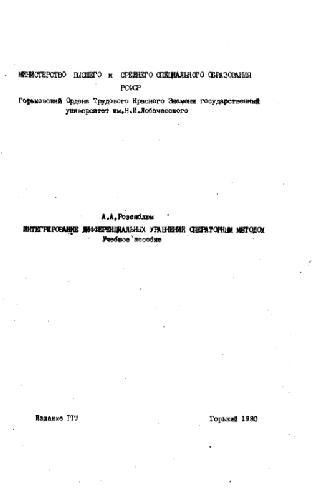 МИНИСТЕРСТВО ВЫСШЕГО и СРЕДНЕГО СПЕЦИАЛЬНОГО ОБРАЗОВАНИЯ
РСФСР
Горьковский Ордена Трудового Красного Знамени государственный
университет им.Н.И.Лобачевского
А.А.Розенблюм
ИНТЕГРИРОВАНИЕ ДИФФЕРЕНЦИАЛЬНЫХ УРАВНЕНИЙ ОПЕРАТОРНЫМ МЕТОДОМ
Учебное пособие
Издание ГГУ
Горький 1980